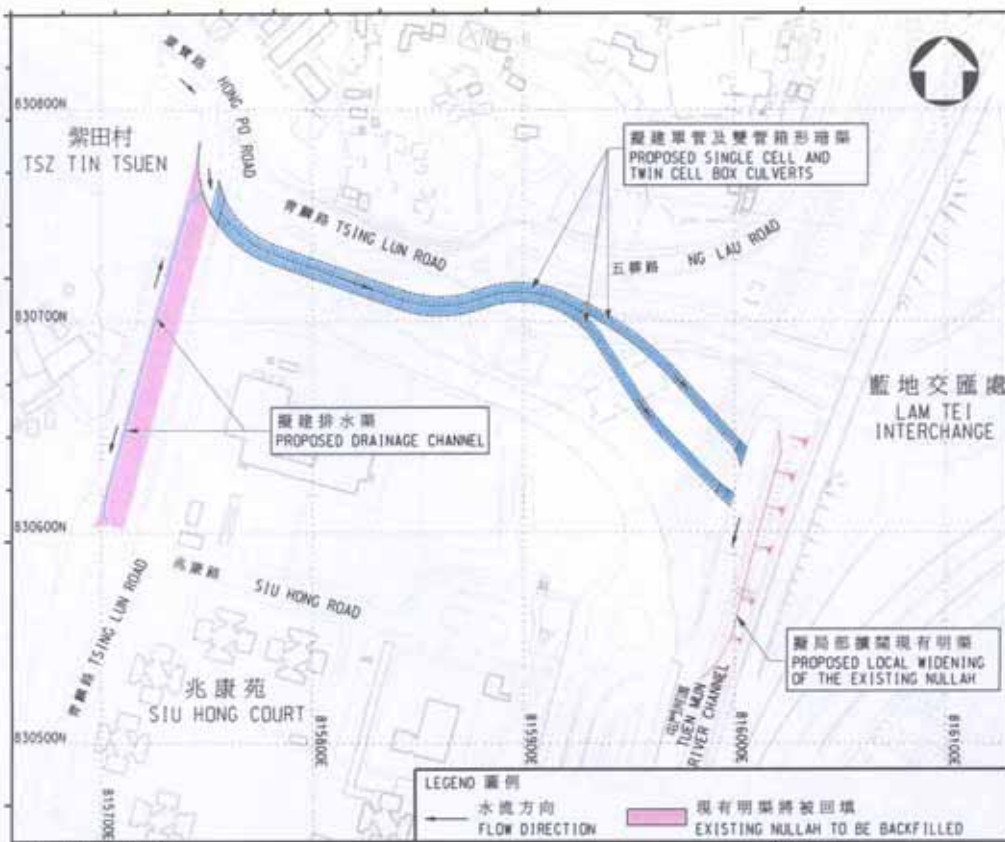 830800N
紫田村
TSZ TIN TSUEN
HONG PO ROAD
擬建單管及雙管箱形暗渠
PROPOSED SINGLE CELL AND
TWIN CELL BOX CULVERTS
青麟路 TSING LUN ROAD
五柳路 NG LAU ROAD
830700N
藍地交匯處
LAM TEI
INTERCHANGE
擬建排水渠
PROPOSED DRAINAGE CHANNEL
830600N
兆康路 SIU HONG ROAD
青麟路 TSING LUN ROAD
兆康苑
SIU HONG COURT
擬局部擴闊現有明渠
PROPOSED LOCAL WIDENING
OF THE EXISTING NULLAH
屯門河道
TUEN MUN
RIVER CHANNEL
830500N
815700E
815800E
815900E
816000E
816100E
LEGEND 圖例
水流方向
FLOW DIRECTION
現有明渠將被回填
EXISTING NULLAH TO BE BACKFILLED